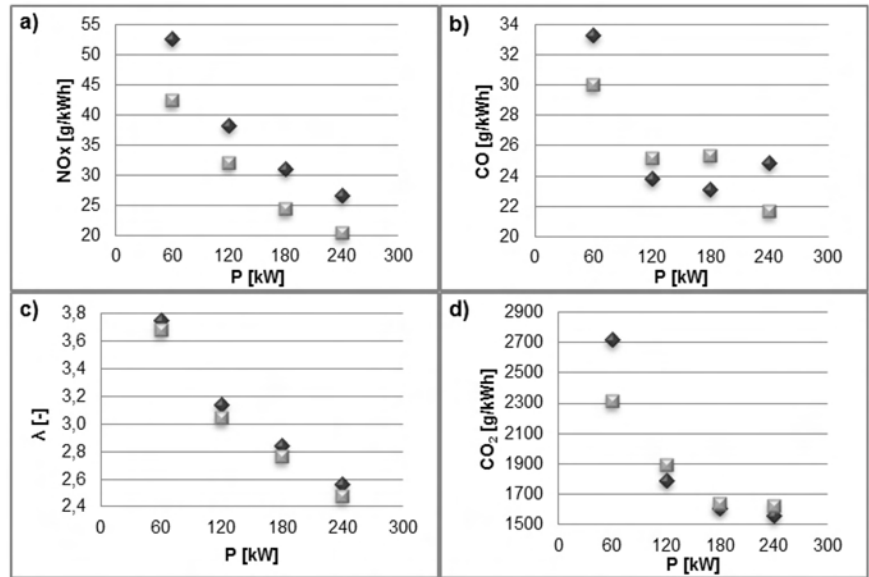 a)
55
50
45
40
35
30
25
20
NOx [g/kWh]
0 60 120 180 240 300
P [kW]
b)
34
32
30
28
26
24
22
20
CO [g/kWh]
0 60 120 180 240 300
P [kW]
c)
3,8
3,6
3,4
3,2
3,0
2,8
2,6
2,4
λ [-]
0 60 120 180 240 300
P [kW]
d)
2900
2700
2500
2300
2100
1900
1700
1500
CO₂ [g/kWh]
0 60 120 180 240 300
P [kW]